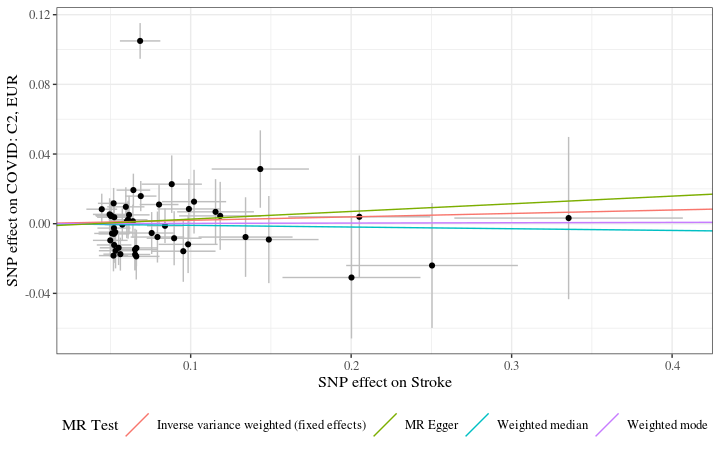 0.12
0.08
0.04
0.00
-0.04
SNP effect on COVID: C2, EUR
0.1 0.2 0.3 0.4
SNP effect on Stroke
MR Test Inverse variance weighted (fixed effects) MR Egger Weighted median Weighted mode